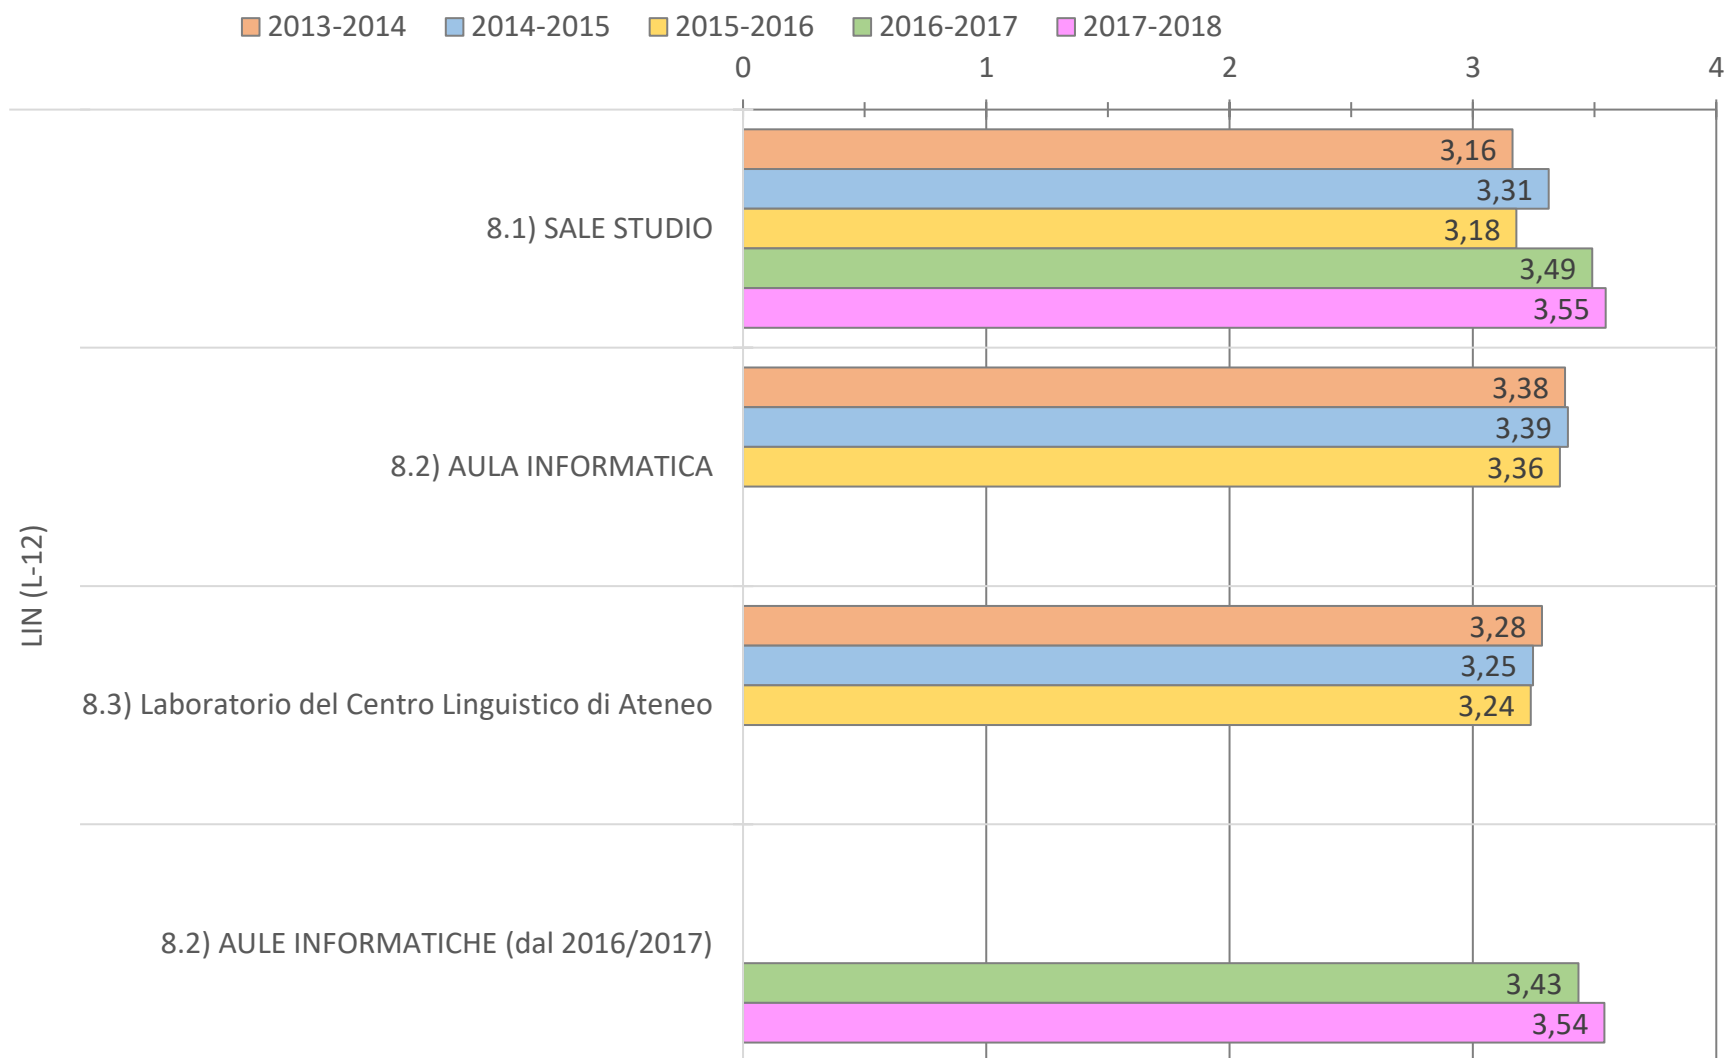 2013-2014 2014-2015 2015-2016 2016-2017 2017-2018
0 1 2 3 4
LIN (L-12)
8.1) SALE STUDIO
3,16
3,31
3,18
3,49
3,55
8.2) AULA INFORMATICA
3,38
3,39
3,36
8.3) Laboratorio del Centro Linguistico di Ateneo
3,28
3,25
3,24
8.2) AULE INFORMATICHE (dal 2016/2017)
3,43
3,54